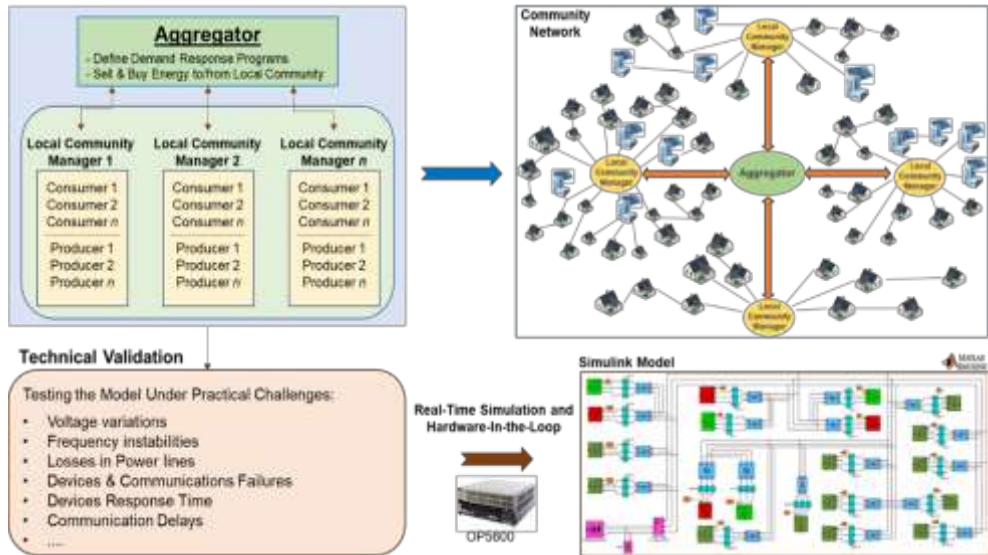 Aggregator
- Define Demand Response Programs
- Sell & Buy Energy to/from Local Community
Local Community
Manager 1
Consumer 1
Consumer 2
Consumer n
Producer 1
Producer 2
Producer n
Local Community
Manager 2
Consumer 1
Consumer 2
Consumer n
Producer 1
Producer 2
Producer n
Local Community
Manager n
Consumer 1
Consumer 2
Consumer n
Producer 1
Producer 2
Producer n
Community
Network
Local
Community
Manager
Local
Community
Manager
Aggregator
Local
Community
Manager
Local
Community
Manager
Technical Validation
Testing the Model Under Practical Challenges:
• Voltage variations
• Frequency instabilities
• Losses in Power lines
• Devices & Communications Failures
• Devices Response Time
• Communication Delays
• ....
Real-Time Simulation and
Hardware-In-the-Loop
OP5600
Simulink Model
MATLAB
SIMULINK